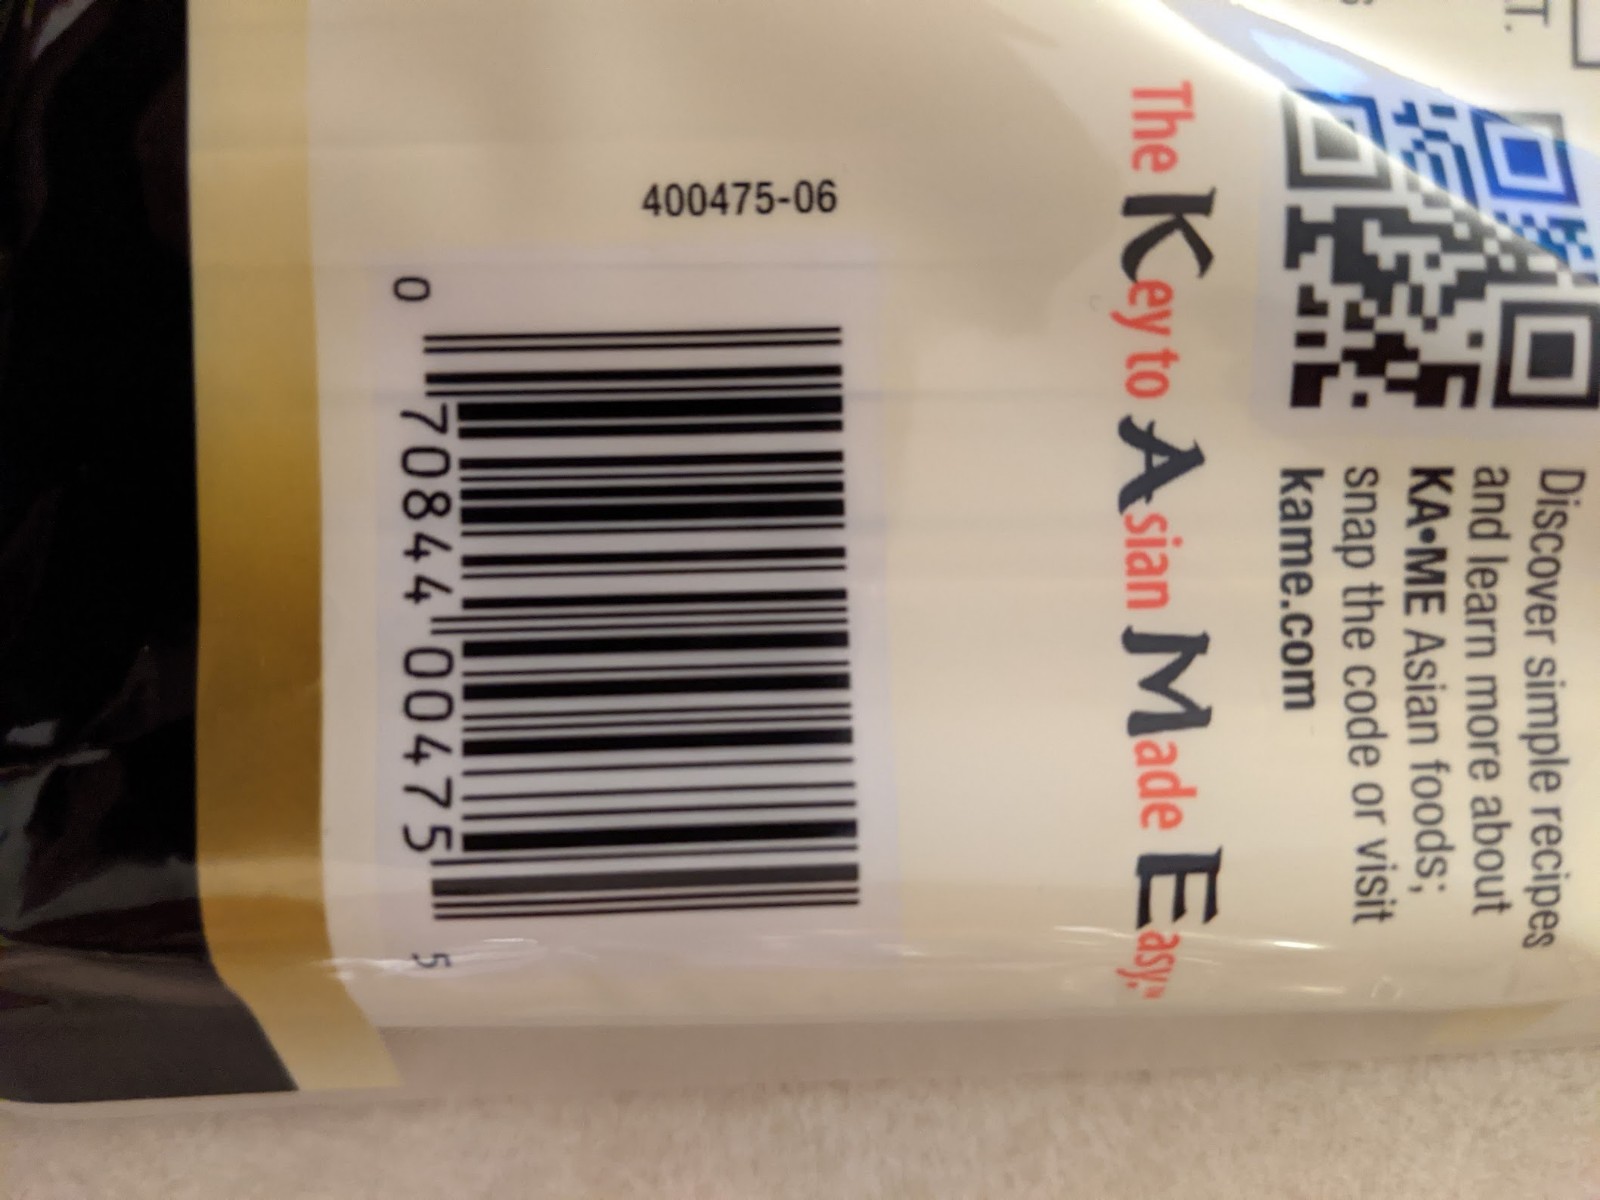 T.
Discover simple recipes
and learn more about
KA•ME Asian foods;
snap the code or visit
kame.com
The Key to Asian Made Easy.™
400475-06
0 70844 00475 5